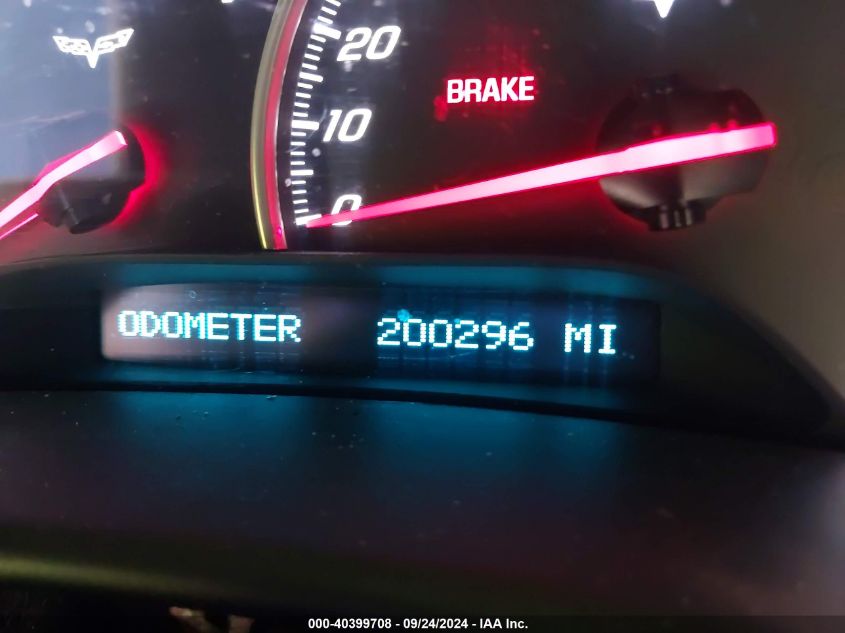 20
BRAKE
10
0
ODOMETER 200296 MI
000-40399708 - 09/24/2024 - IAA Inc.